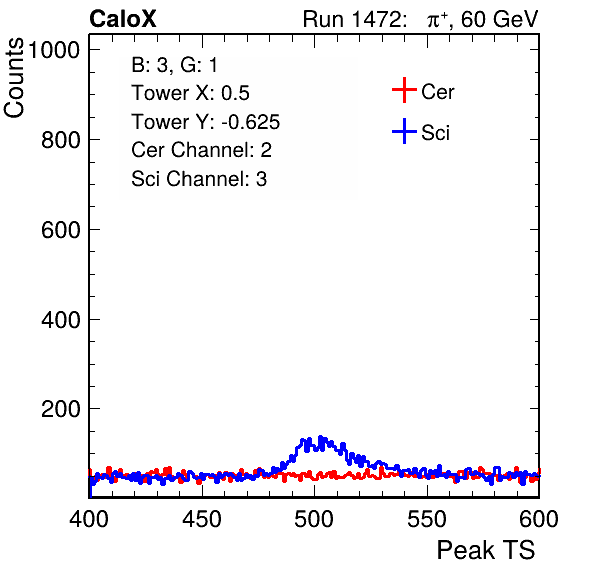 CaloX Run 1472: π⁺, 60 GeV
Counts
1000
800
600
400
200
B: 3, G: 1
Tower X: 0.5
Tower Y: -0.625
Cer Channel: 2
Sci Channel: 3
Cer
Sci
400 450 500 550 600
Peak TS